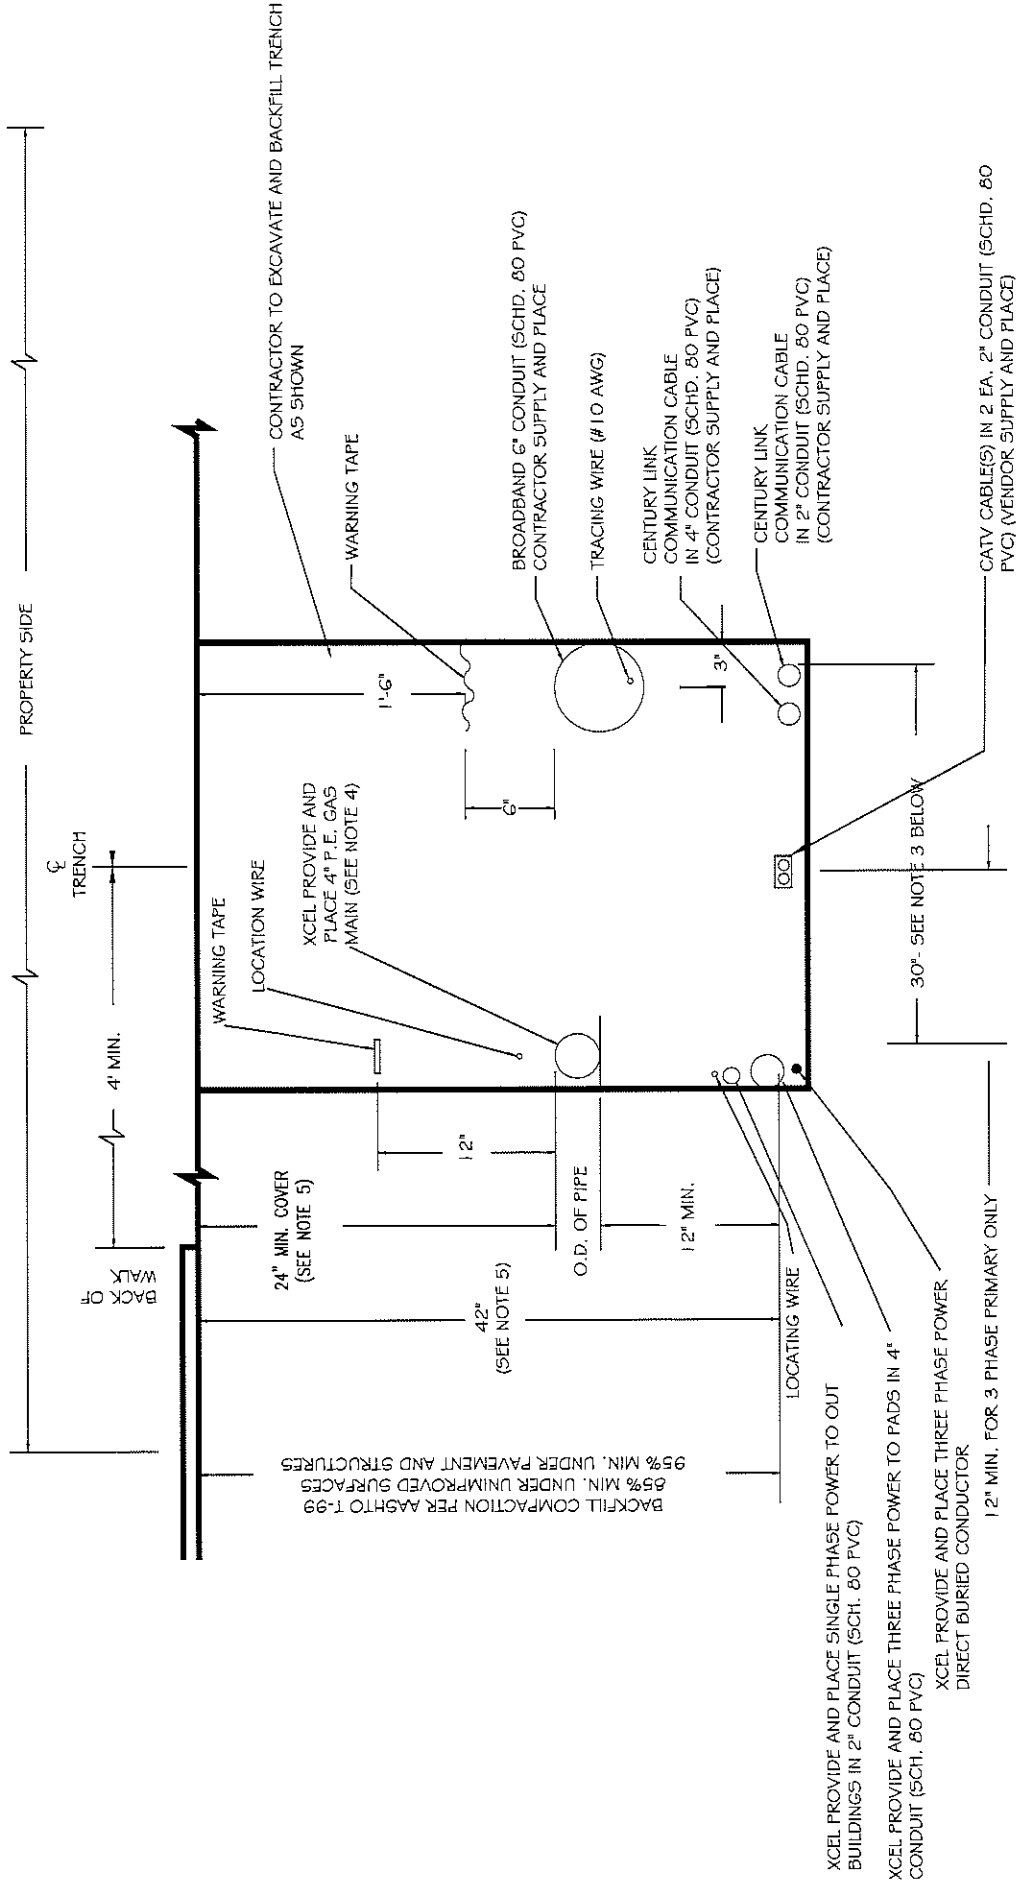 PROPERTY SIDE
℄
TRENCH
4' MIN.
BACK OF
WALK
CONTRACTOR TO EXCAVATE AND BACKFILL TRENCH
AS SHOWN
WARNING TAPE
1'-6"
WARNING TAPE
LOCATION WIRE
XCEL PROVIDE AND
PLACE 4" P.E. GAS
MAIN (SEE NOTE 4)
6"
BROADBAND 6" CONDUIT (SCHD. 80 PVC)
CONTRACTOR SUPPLY AND PLACE
TRACING WIRE (#10 AWG)
CENTURY LINK
COMMUNICATION CABLE
IN 4" CONDUIT (SCHD. 80 PVC)
(CONTRACTOR SUPPLY AND PLACE)
3"
CENTURY LINK
COMMUNICATION CABLE
IN 2" CONDUIT (SCHD. 80 PVC)
(CONTRACTOR SUPPLY AND PLACE)
CATV CABLE(S) IN 2 EA. 2" CONDUIT (SCHD. 80
PVC) (VENDOR SUPPLY AND PLACE)
24" MIN. COVER
(SEE NOTE 5)
12"
O.D. OF PIPE
12" MIN.
42"
(SEE NOTE 5)
BACKFILL COMPACTION PER AASHTO T-99
85% MIN. UNDER UNIMPROVED SURFACES
95% MIN. UNDER PAVEMENT AND STRUCTURES
LOCATING WIRE
30"- SEE NOTE 3 BELOW
XCEL PROVIDE AND PLACE SINGLE PHASE POWER TO OUT
BUILDINGS IN 2" CONDUIT (SCH. 80 PVC)
XCEL PROVIDE AND PLACE THREE PHASE POWER TO PADS IN 4"
CONDUIT (SCH. 80 PVC)
XCEL PROVIDE AND PLACE THREE PHASE POWER
DIRECT BURIED CONDUCTOR
12" MIN. FOR 3 PHASE PRIMARY ONLY